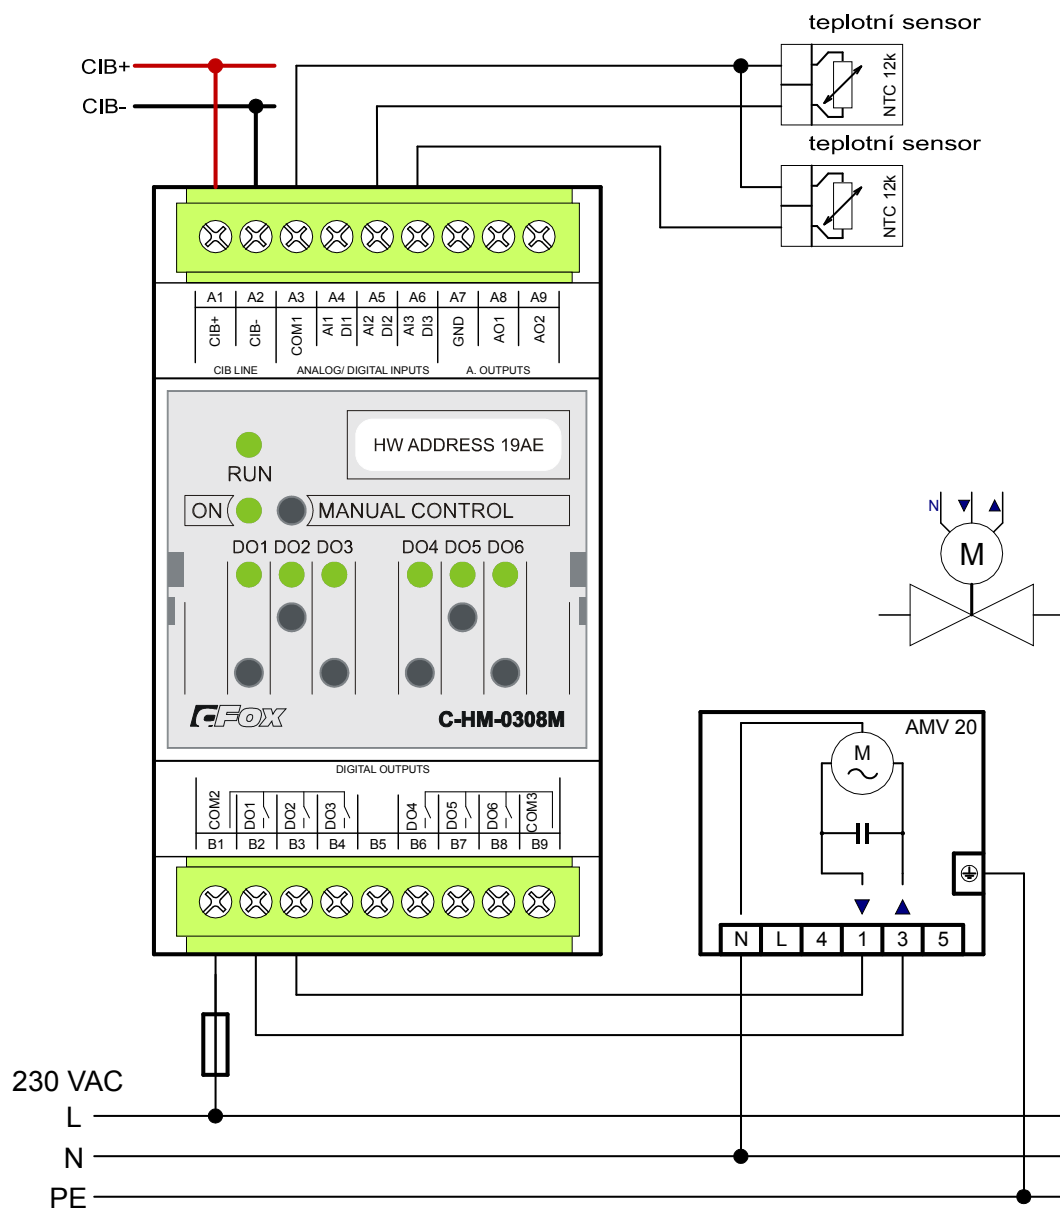 teplotní sensor
CIB+
NTC 12k
CIB-
teplotní sensor
NTC 12k
A1 A2 A3 A4 A5 A6 A7 A8 A9
CIB+ CIB- COM1 AI1 DI1 AI2 DI2 AI3 DI3 GND AO1 AO2
CIB LINE ANALOG/ DIGITAL INPUTS A. OUTPUTS
HW ADDRESS 19AE
RUN
ON MANUAL CONTROL
N
DO1 DO2 DO3 DO4 DO5 DO6
M
CFox C-HM-0308M
AMV 20
M
DIGITAL OUTPUTS
COM2 DO1 DO2 DO3 DO4 DO5 DO6 COM3
B1 B2 B3 B4 B5 B6 B7 B8 B9
N L 4 1 3 5
230 VAC
L
N
PE